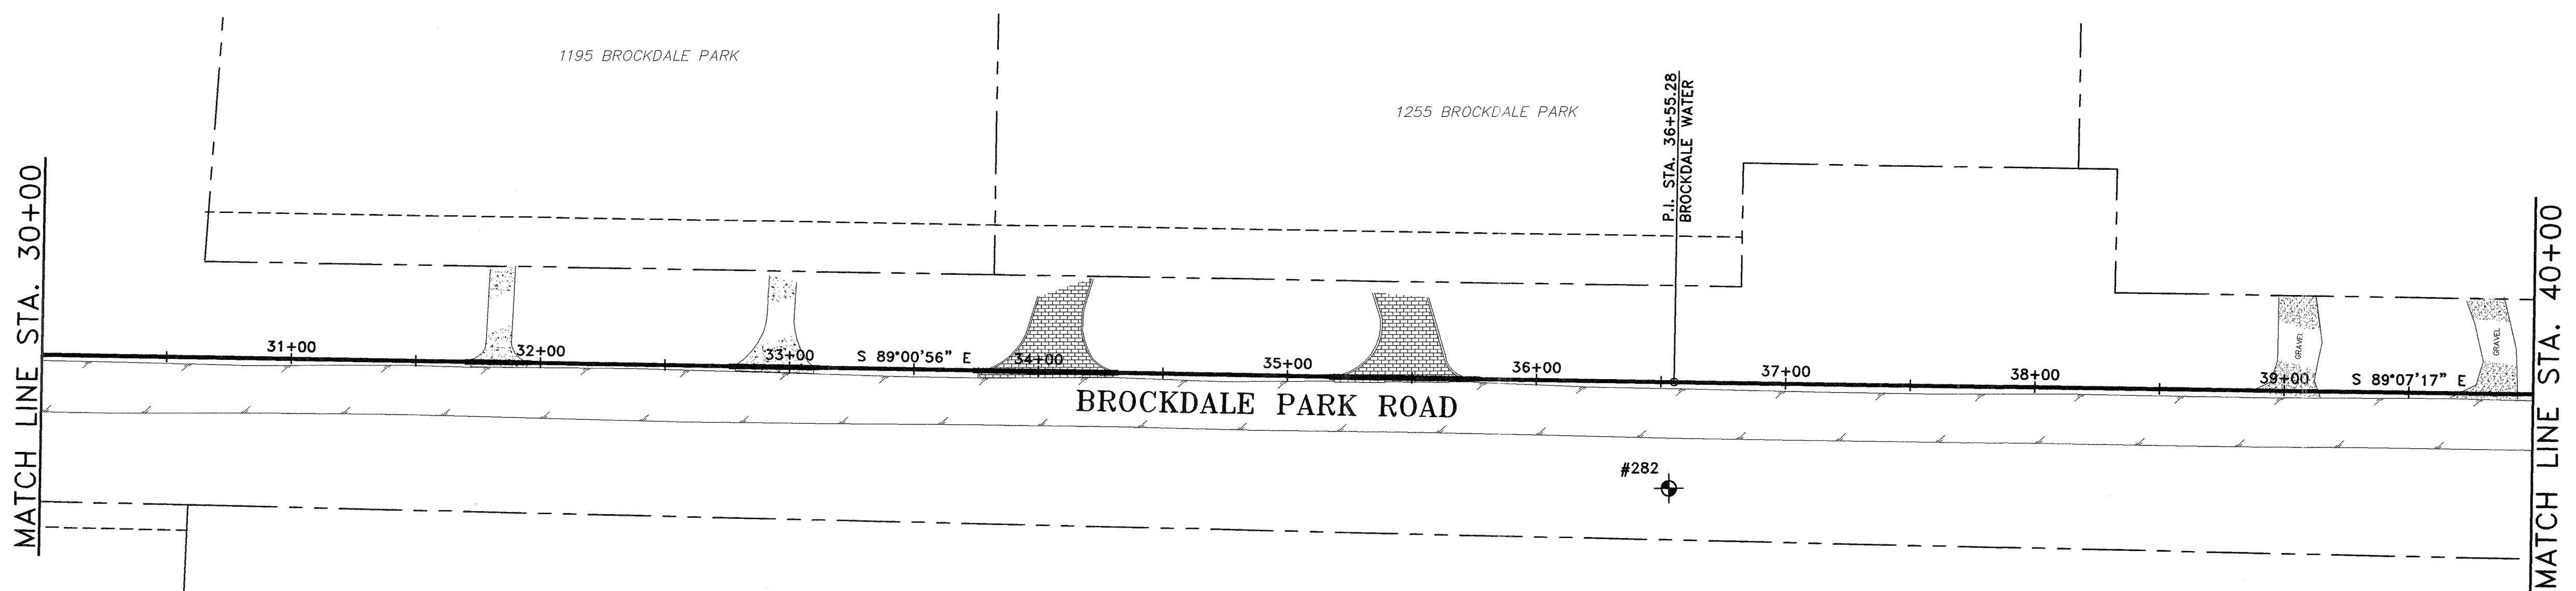 1195 BROCKDALE PARK
1255 BROCKDALE PARK
P.I. STA. 36+55.28
BROCKDALE WATER
MATCH LINE STA. 30+00
MATCH LINE STA. 40+00
31+00
32+00
33+00
S 89°00'56" E
34+00
35+00
36+00
37+00
38+00
39+00
S 89°07'17" E
GRAVEL
GRAVEL
BROCKDALE PARK ROAD
#282